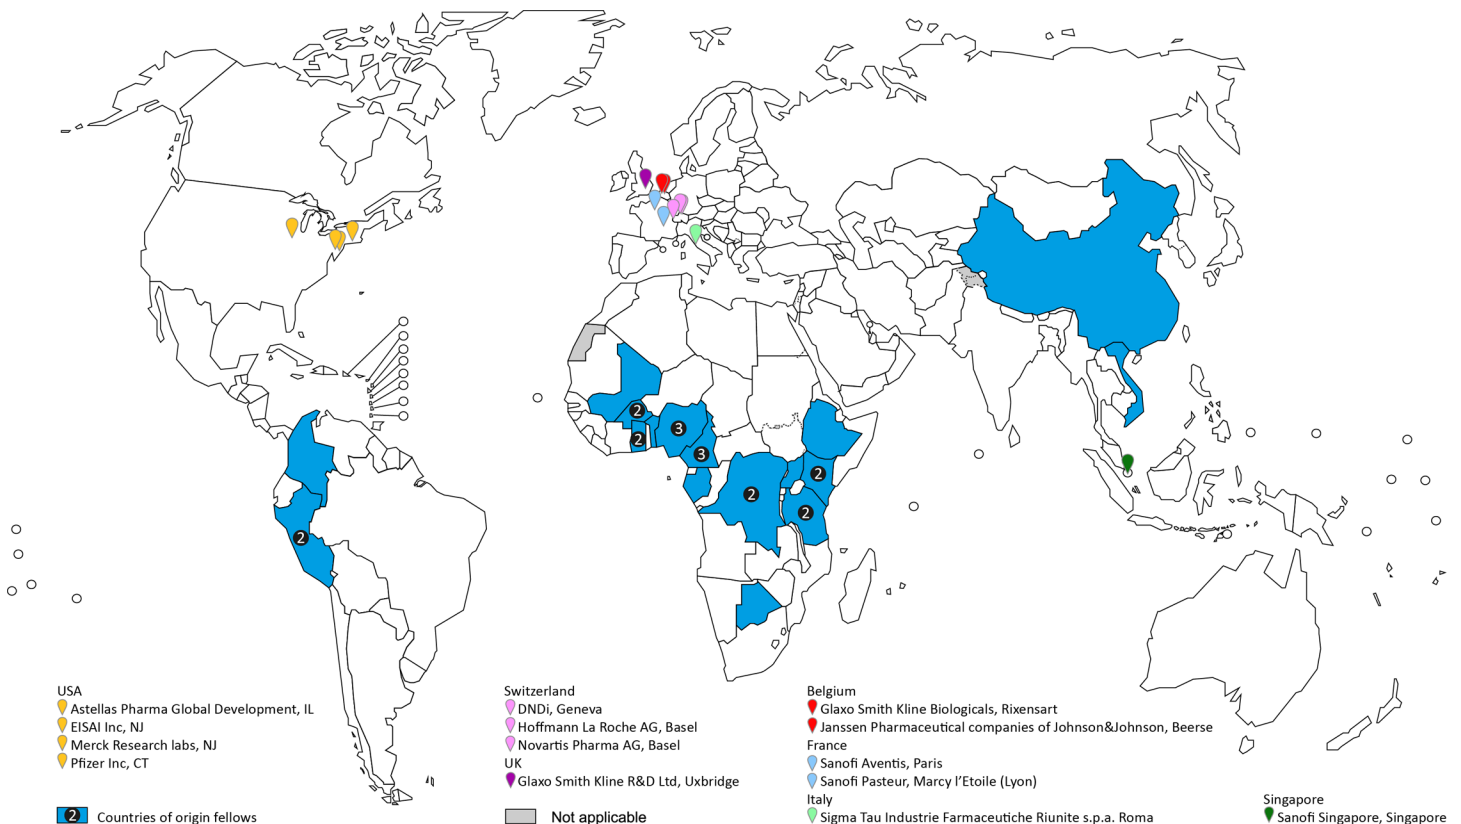 2
2
3
3
2
2
2
2
USA
Astellas Pharma Global Development, IL
EISAI Inc, NJ
Merck Research labs, NJ
Pfizer Inc, CT
2 Countries of origin fellows
Switzerland
DNDi, Geneva
Hoffmann La Roche AG, Basel
Novartis Pharma AG, Basel
UK
Glaxo Smith Kline R&D Ltd, Uxbridge
Not applicable
Belgium
Glaxo Smith Kline Biologicals, Rixensart
Janssen Pharmaceutical companies of Johnson&Johnson, Beerse
France
Sanofi Aventis, Paris
Sanofi Pasteur, Marcy l'Etoile (Lyon)
Italy
Sigma Tau Industrie Farmaceutiche Riunite s.p.a. Roma
Singapore
Sanofi Singapore, Singapore